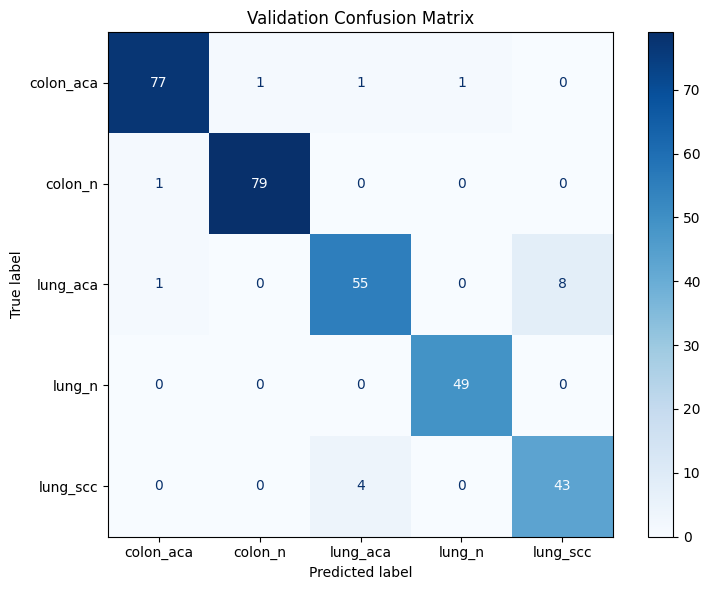 Validation Confusion Matrix
colon_aca 77 1 1 1 0
colon_n 1 79 0 0 0
lung_aca 1 0 55 0 8
lung_n 0 0 0 49 0
lung_scc 0 0 4 0 43
colon_aca colon_n lung_aca lung_n lung_scc
Predicted label
True label
70
60
50
40
30
20
10
0